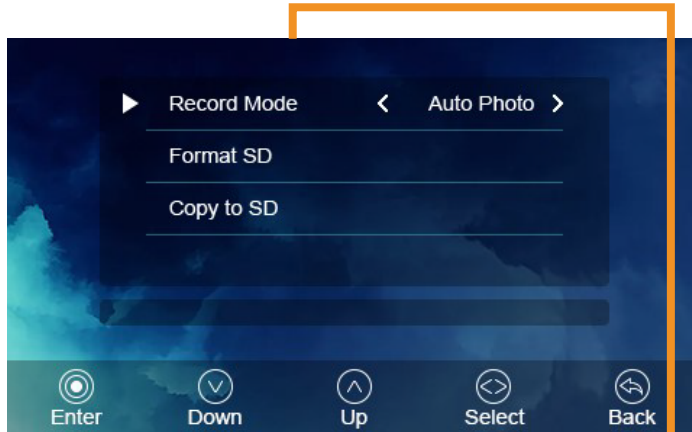 Record Mode Auto Photo
Format SD
Copy to SD
Enter Down Up Select Back